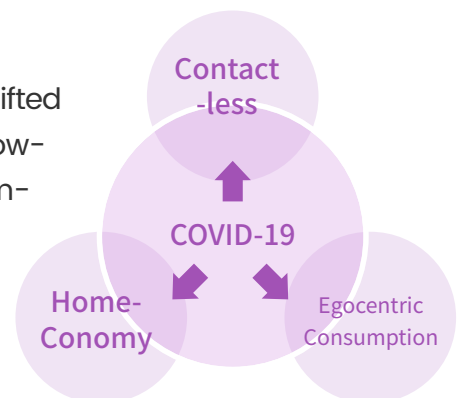 Contact
-less
COVID-19
Home-
Conomy
Egocentric
Consumption